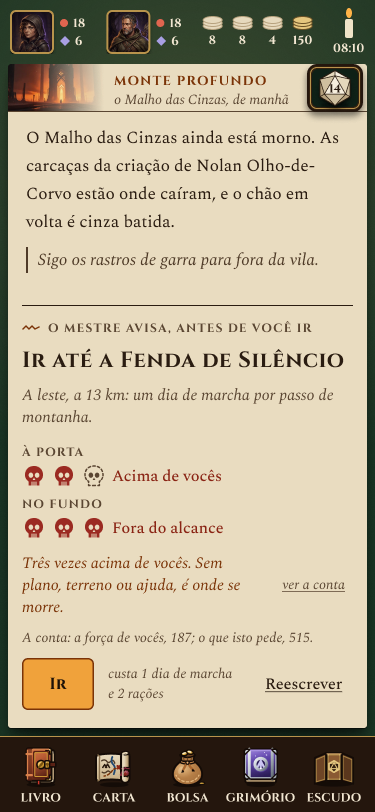 18
6
18
6
8
8
4
150
08:10
MONTE PROFUNDO
o Malho das Cinzas, de manhã
14
O Malho das Cinzas ainda está morno. As
carcaças da criação de Nolan Olho-de-
Corvo estão onde caíram, e o chão em
volta é cinza batida.
Sigo os rastros de garra para fora da vila.
O MESTRE AVISA, ANTES DE VOCÊ IR
IR ATÉ A FENDA DE SILÊNCIO
A leste, a 13 km: um dia de marcha por passo de
montanha.
À PORTA
Acima de vocês
NO FUNDO
Fora do alcance
Três vezes acima de vocês. Sem
plano, terreno ou ajuda, é onde se
morre.
ver a conta
A conta: a força de vocês, 187; o que isto pede, 515.
IR
custa 1 dia de marcha
e 2 rações
Reescrever
LIVRO
CARTA
BOLSA
GRIMÓRIO
ESCUDO